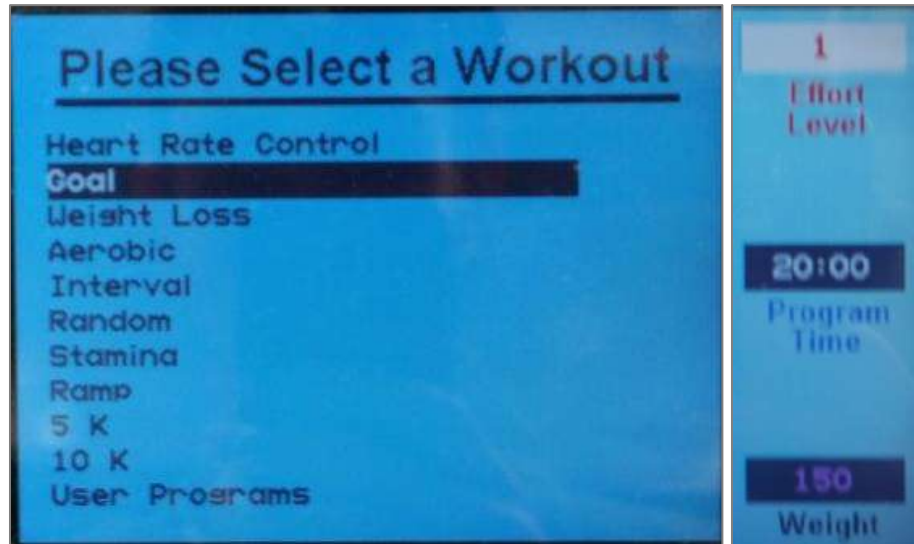 Please Select a Workout
Heart Rate Control
Goal
Weight Loss
Aerobic
Interval
Random
Stamina
Ramp
5 K
10 K
User Programs
1
Effort
Level
20:00
Program
Time
150
Weight